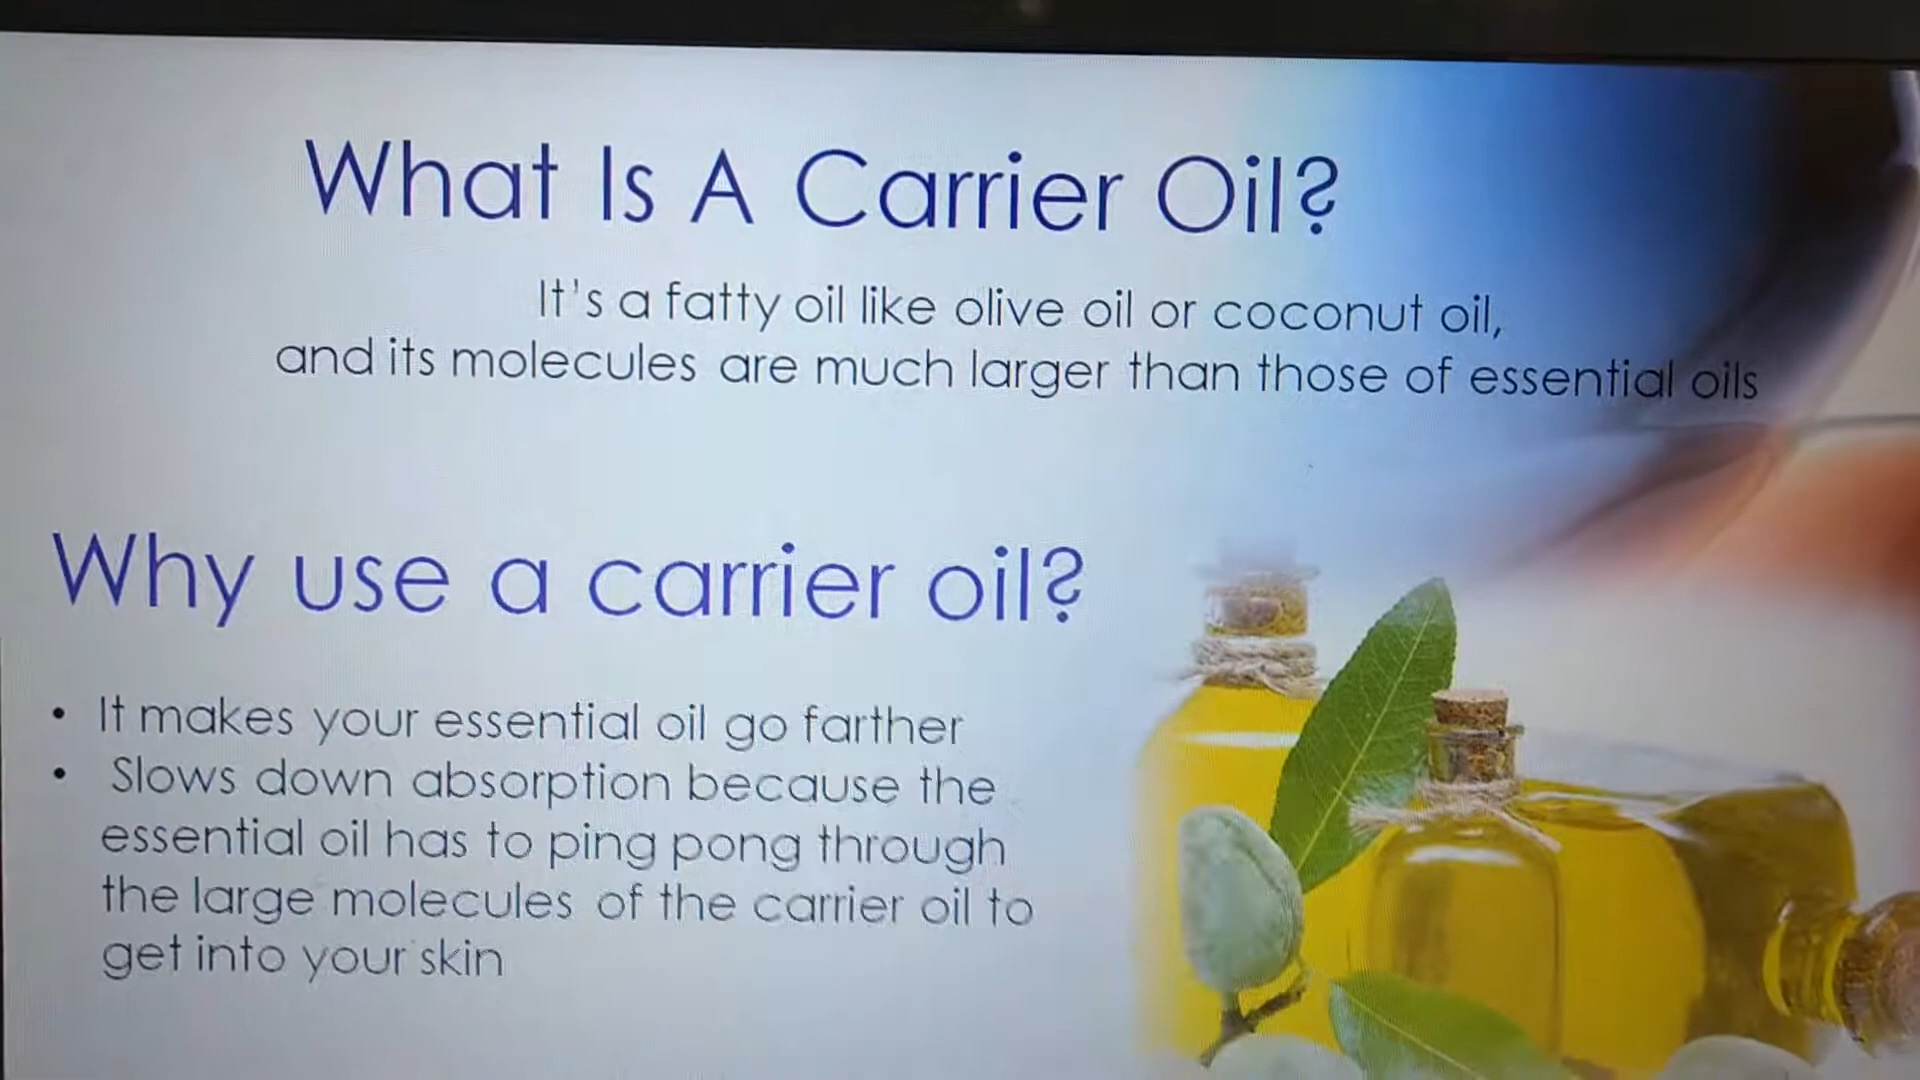 What Is A Carrier Oil?
It's a fatty oil like olive oil or coconut oil,
and its molecules are much larger than those of essential oils
Why use a carrier oil?
• It makes your essential oil go farther
• Slows down absorption because the
essential oil has to ping pong through
the large molecules of the carrier oil to
get into your skin